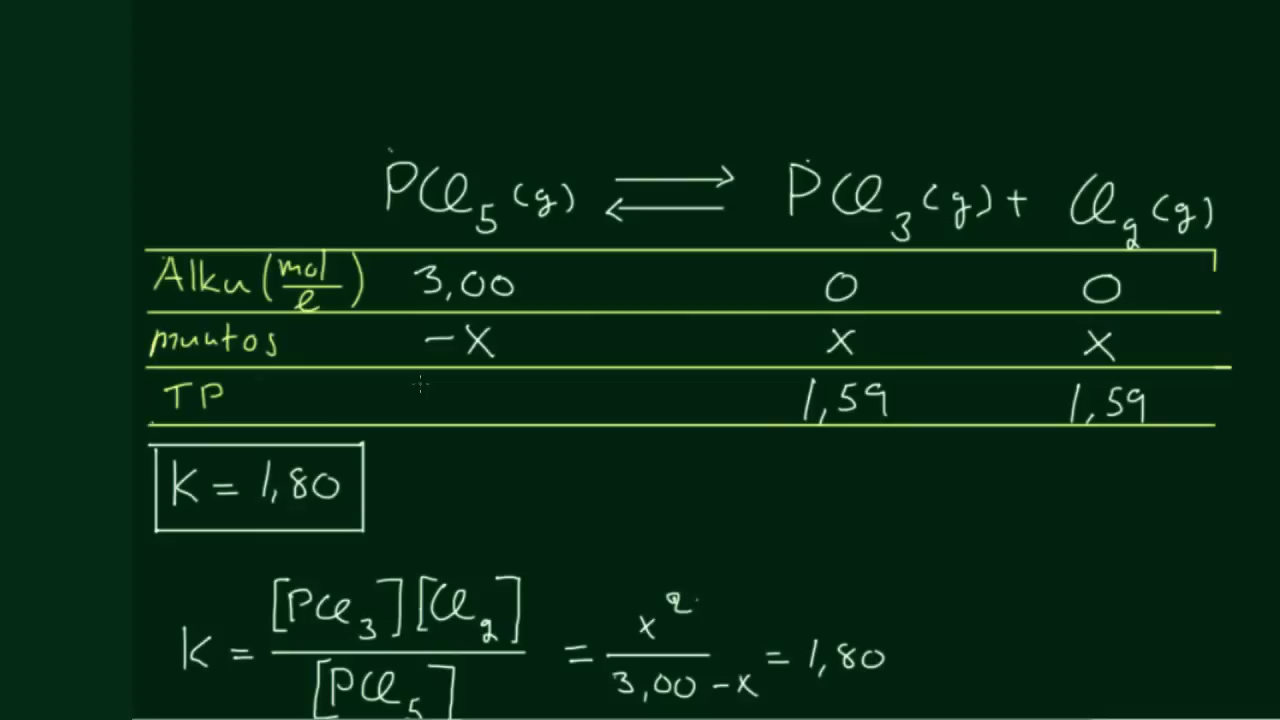 PCl₅(g) ⇌ PCl₃(g) + Cl₂(g)
Alku (mol/l) 3,00 0 0
muutos -x x x
TP 1,59 1,59
K = 1,80
K = [PCl₃][Cl₂]/[PCl₅] = x²/(3,00-x) = 1,80